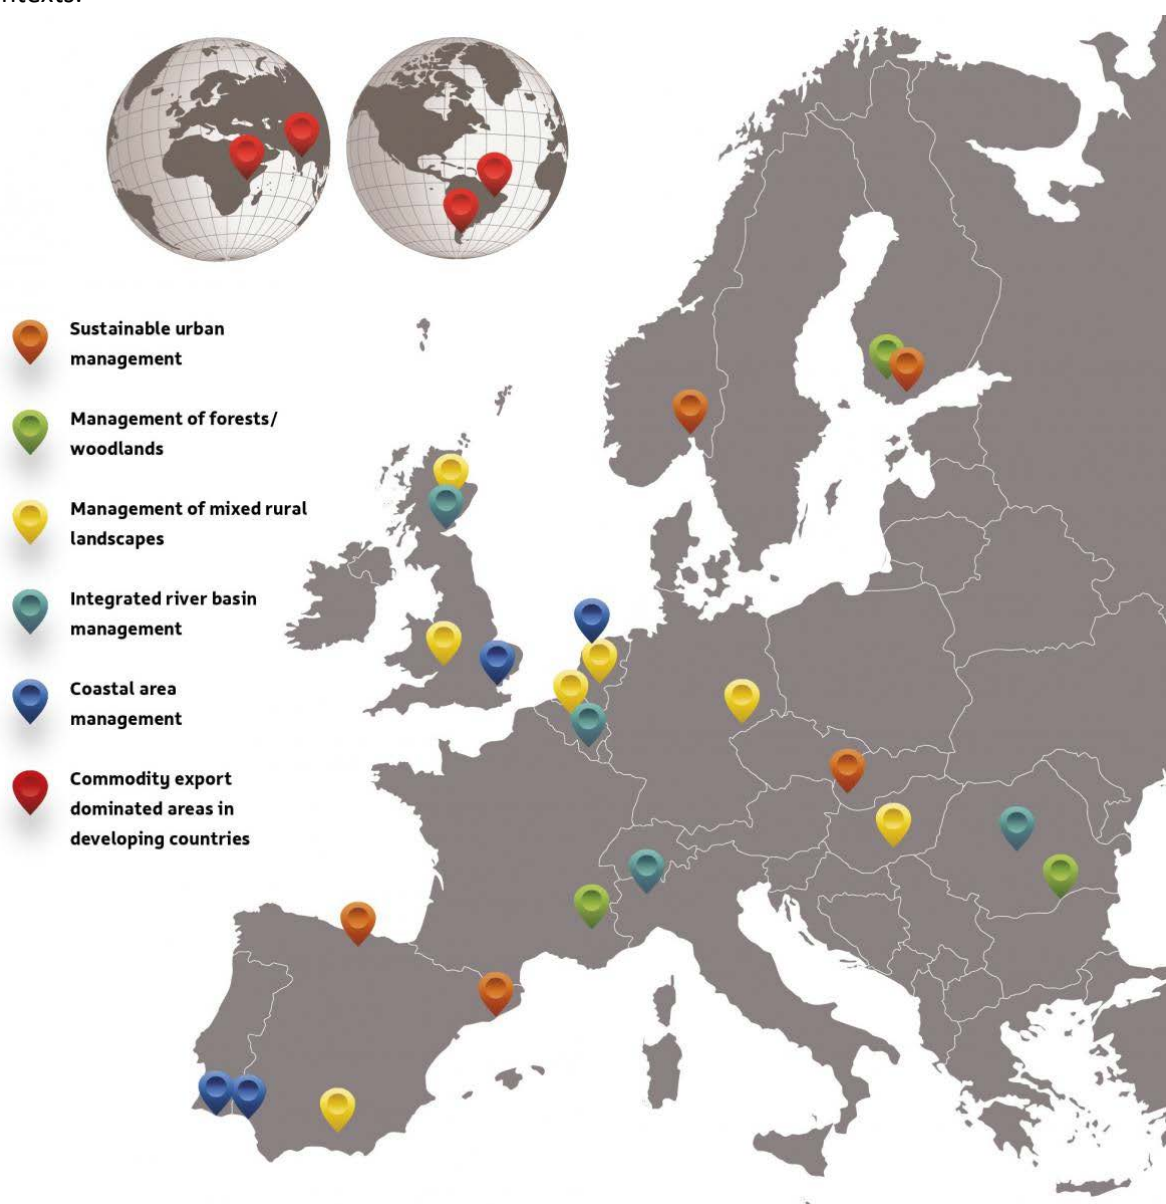 ntexts.
Sustainable urban
management
Management of forests/
woodlands
Management of mixed rural
landscapes
Integrated river basin
management
Coastal area
management
Commodity export
dominated areas in
developing countries